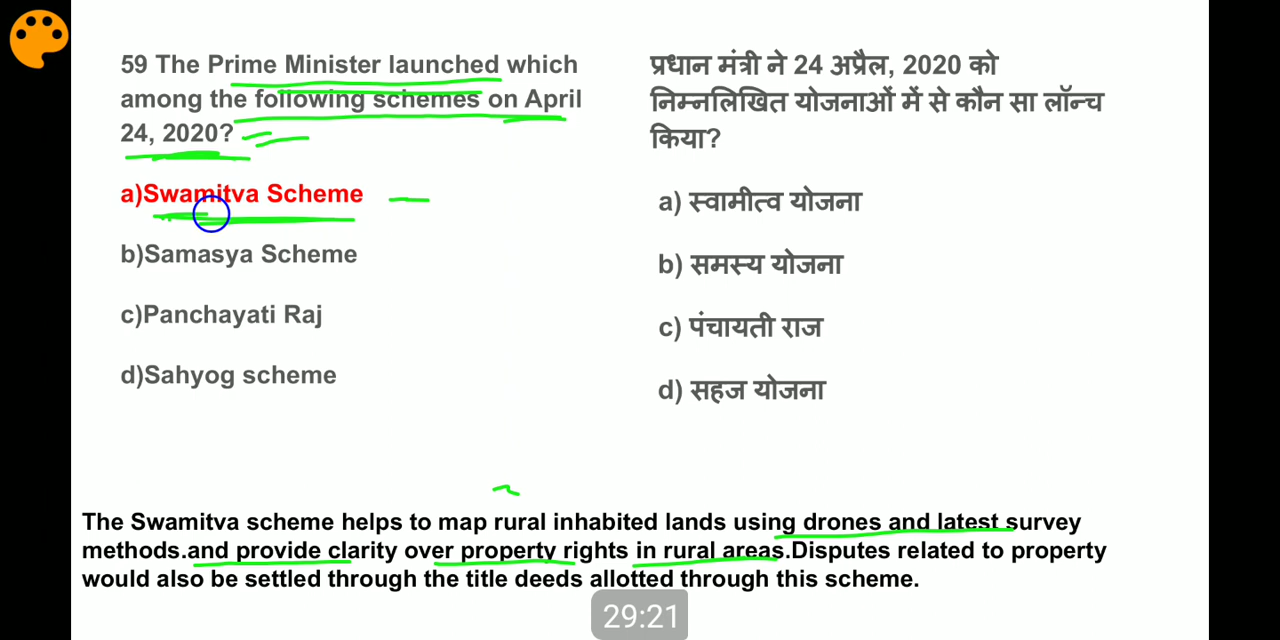 59 The Prime Minister launched which
among the following schemes on April
24, 2020?
a)Swamitva Scheme
b)Samasya Scheme
c)Panchayati Raj
d)Sahyog scheme
प्रधान मंत्री ने 24 अप्रैल, 2020 को
निम्नलिखित योजनाओं में से कौन सा लॉन्च
किया?
a) स्वामीत्व योजना
b) समस्य योजना
c) पंचायती राज
d) सहज योजना
The Swamitva scheme helps to map rural inhabited lands using drones and latest survey
methods.and provide clarity over property rights in rural areas.Disputes related to property
would also be settled through the title deeds allotted through this scheme.
29:21